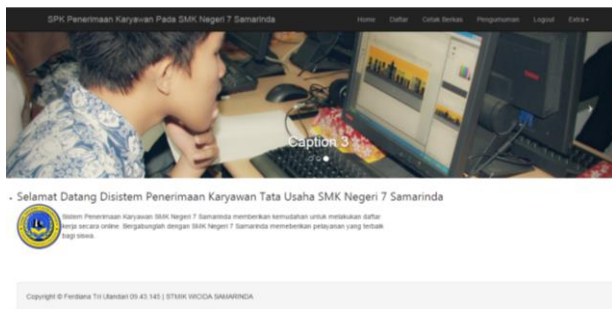 SPK Penerimaan Karyawan Pada SMK Negeri 7 Samarinda
Home Daftar Cetak Berkas Pengumuman Logout Extra
Caption 3
Selamat Datang Disistem Penerimaan Karyawan Tata Usaha SMK Negeri 7 Samarinda
Sistem Penerimaan Karyawan SMK Negeri 7 Samarinda memberikan kemudahan untuk melakukan daftar
kerja secara online. Bergabunglah dengan SMK Negeri 7 Samarinda memeberikan pelayanan yang terbaik
bagi siswa.
Copyright © Ferdiana Tri Utandari 09.43.145 | STMIK WICIDA SAMARINDA